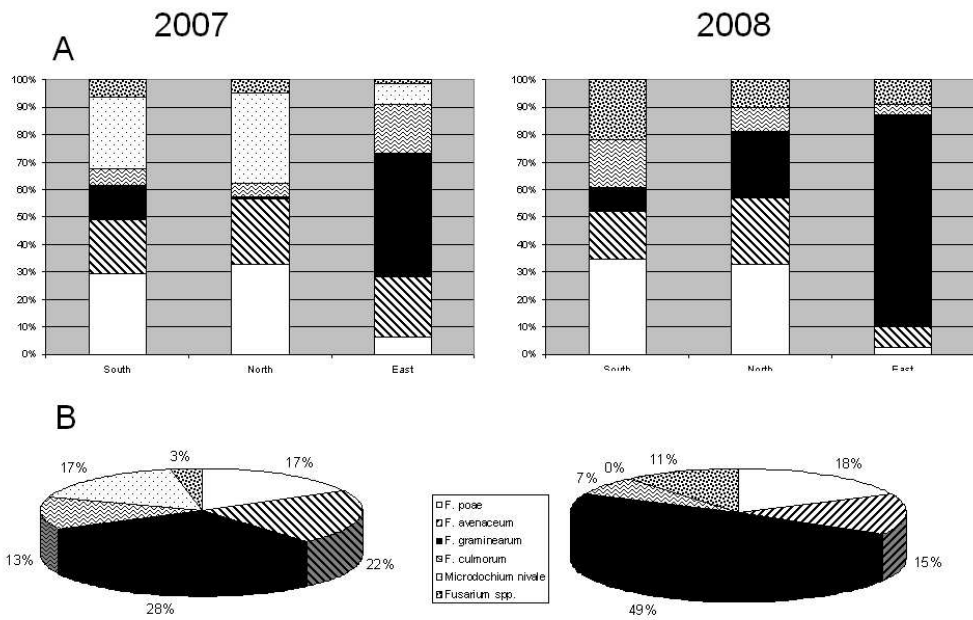 2007
2008
A
100%
90%
80%
70%
60%
50%
40%
30%
20%
10%
0%
South
North
East
100%
90%
80%
70%
60%
50%
40%
30%
20%
10%
0%
South
North
East
B
17%
3%
17%
22%
28%
13%
F. poae
F. avenaceum
F. graminearum
F. culmorum
Microdochium nivale
Fusarium spp.
7%
0%
11%
18%
15%
49%